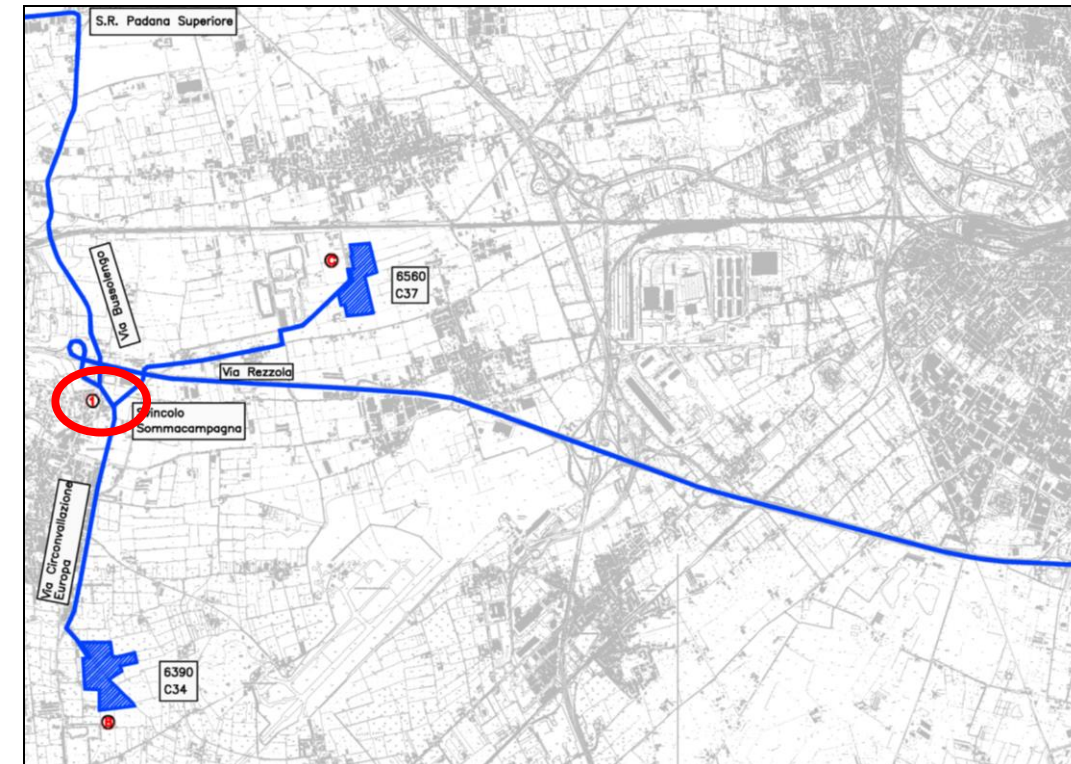 S.R. Padana Superiore
Via Bussolengo
C
6560
C37
Via Rezzola
1
Svincolo
Sommacampagna
Via Circonvallazione
Europa
6390
C34
B